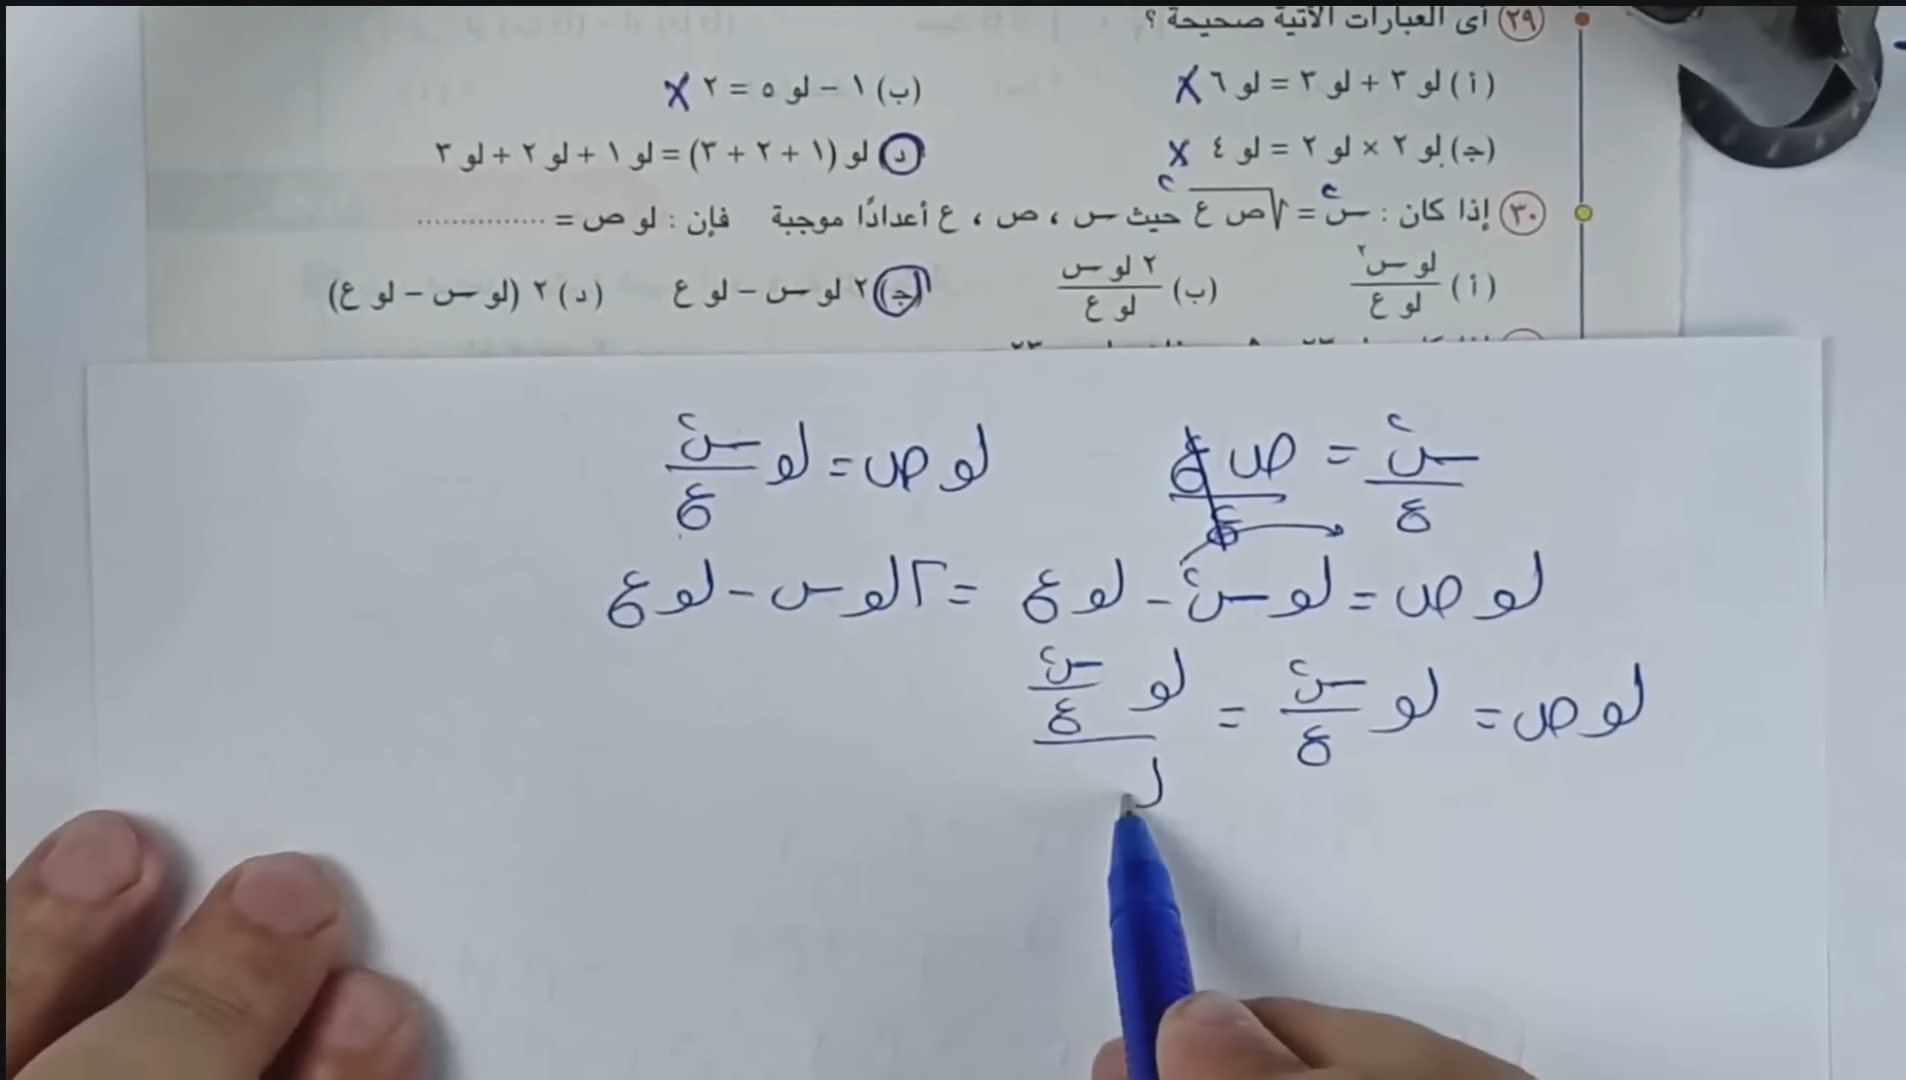 ٢٩ أى العبارات الآتية صحيحة ؟
(أ) لو ٣ + لو ٣ = لو ٦ X
(ب) ١ - لو ٥ = ٢ X
(ج) لو ٢ × لو ٢ = لو ٤ X
(د) لو (١ + ٢ + ٣) = لو ١ + لو ٢ + لو ٣
٣٠ إذا كان : س٢ = √ص ع ٢ حيث س ، ص ، ع أعدادًا موجبة فإن : لو ص = ...............
(أ) لو س٢ / لو ع
(ب) ٢ لو س / لو ع
(ج) ٢ لو س - لو ع
(د) ٢ (لو س - لو ع)
س٢ / ع = ص ع / ع
لو ص = لو س٢ / ع
لو ص = لو س٢ - لو ع = ٢ لو س - لو ع
لو ص = لو س٢ / ع = لو س٢ / ع